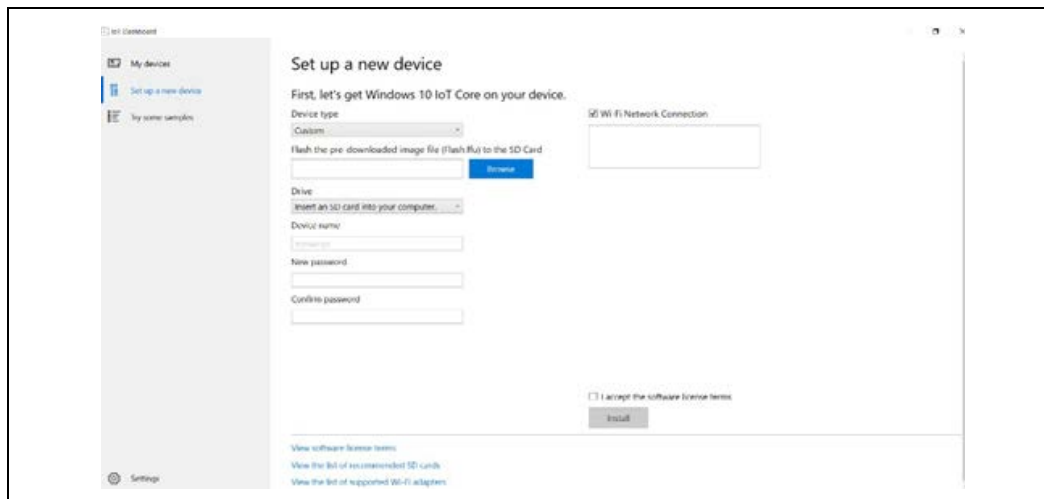 IoT Dashboard
My devices
Set up a new device
Try some samples
Settings
Set up a new device
First, let's get Windows 10 IoT Core on your device.
Device type
Custom
Flash the pre-downloaded image file (Flash.ffu) to the SD Card
Browse
Drive
Insert an SD card into your computer.
Device name
New password
Confirm password
Wi-Fi Network Connection
I accept the software license terms
Install
View software license terms
View the list of recommended SD cards
View the list of supported Wi-Fi adapters